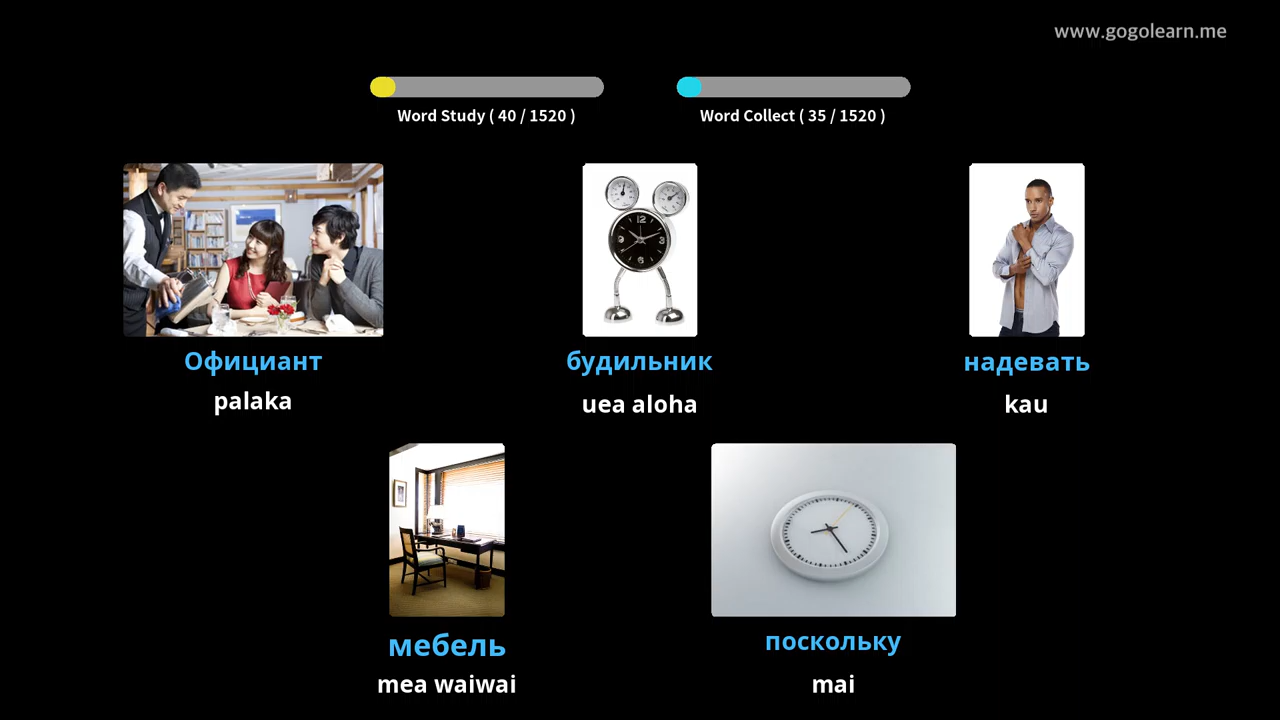 www.gogolearn.me
Word Study ( 40 / 1520 )
Word Collect ( 35 / 1520 )
Официант
palaka
будильник
uea aloha
надевать
kau
мебель
mea waiwai
поскольку
mai